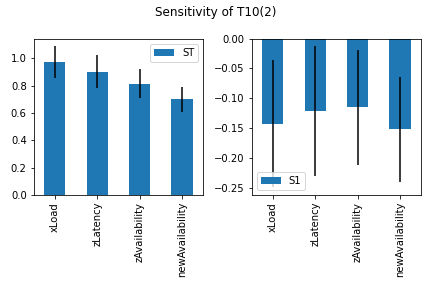 Sensitivity of T10(2)
ST
1.0
0.8
0.6
0.4
0.2
0.0
xLoad
zLatency
zAvailability
newAvailability
0.00
−0.05
−0.10
−0.15
−0.20
−0.25
S1
xLoad
zLatency
zAvailability
newAvailability